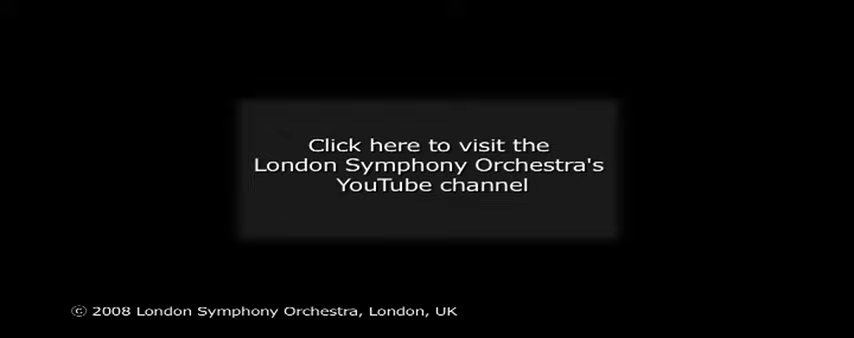 Click here to visit the
London Symphony Orchestra's
YouTube channel
© 2008 London Symphony Orchestra, London, UK